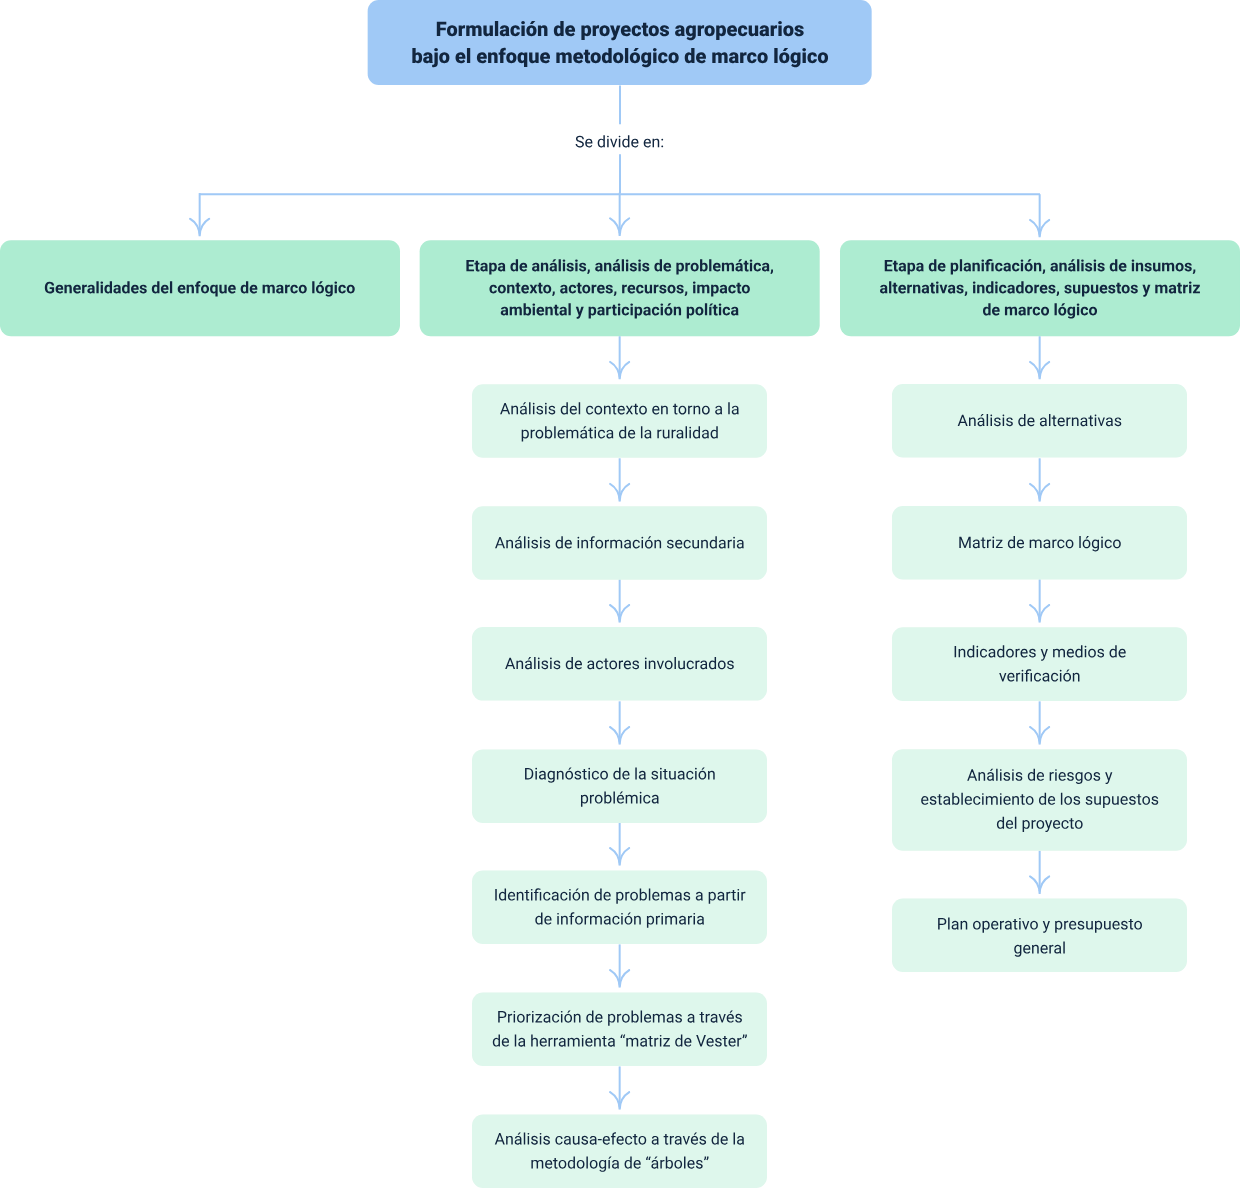 Formulación de proyectos agropecuarios
bajo el enfoque metodológico de marco lógico
Se divide en:
Generalidades del enfoque de marco lógico
Etapa de análisis, análisis de problemática,
contexto, actores, recursos, impacto
ambiental y participación política
Análisis del contexto en torno a la
problemática de la ruralidad
Análisis de información secundaria
Análisis de actores involucrados
Diagnóstico de la situación
problémica
Identificación de problemas a partir
de información primaria
Priorización de problemas a través
de la herramienta “matriz de Vester”
Análisis causa-efecto a través de la
metodología de “árboles”
Etapa de planificación, análisis de insumos,
alternativas, indicadores, supuestos y matriz
de marco lógico
Análisis de alternativas
Matriz de marco lógico
Indicadores y medios de
verificación
Análisis de riesgos y
establecimiento de los supuestos
del proyecto
Plan operativo y presupuesto
general